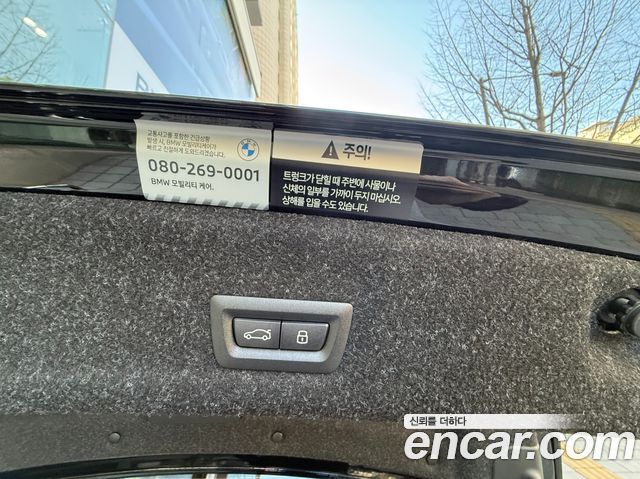 교통사고를 포함한 긴급상황
발생 시, BMW 모빌리티케어가
빠르고 친절하게 도와드리겠습니다.
080-269-0001
BMW 모빌리티 케어.
주의!
트렁크가 닫힐 때 주변에 사물이나
신체의 일부를 가까이 두지 마십시오.
상해를 입을 수도 있습니다.
신뢰를 더하다
encar.com